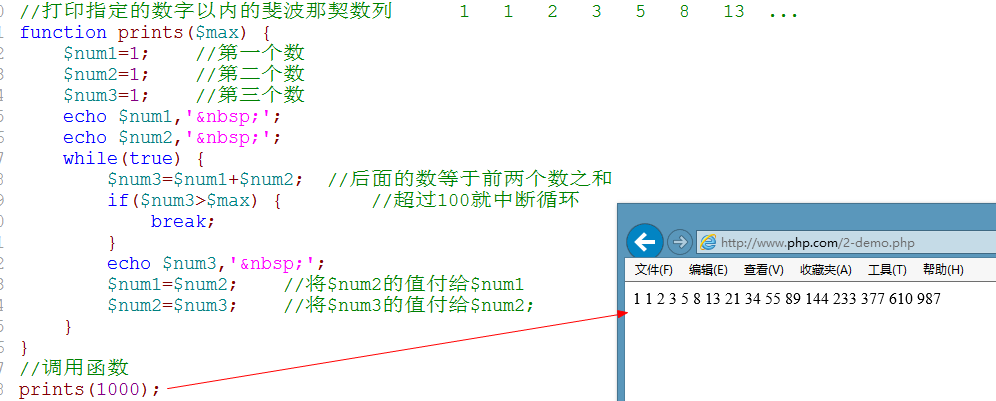 //打印指定的数字以内的斐波那契数列 1 1 2 3 5 8 13 ...
function prints($max) {
$num1=1; //第一个数
$num2=1; //第二个数
$num3=1; //第三个数
echo $num1,'&nbsp;';
echo $num2,'&nbsp;';
while(true) {
$num3=$num1+$num2; //后面的数等于前两个数之和
if($num3>$max) { //超过100就中断循环
break;
}
echo $num3,'&nbsp;';
$num1=$num2; //将$num2的值付给$num1
$num2=$num3; //将$num3的值付给$num2;
}
}
//调用函数
prints(1000);
http://www.php.com/2-demo.php
文件(F) 编辑(E) 查看(V) 收藏夹(A) 工具(T) 帮助(H)
1 1 2 3 5 8 13 21 34 55 89 144 233 377 610 987